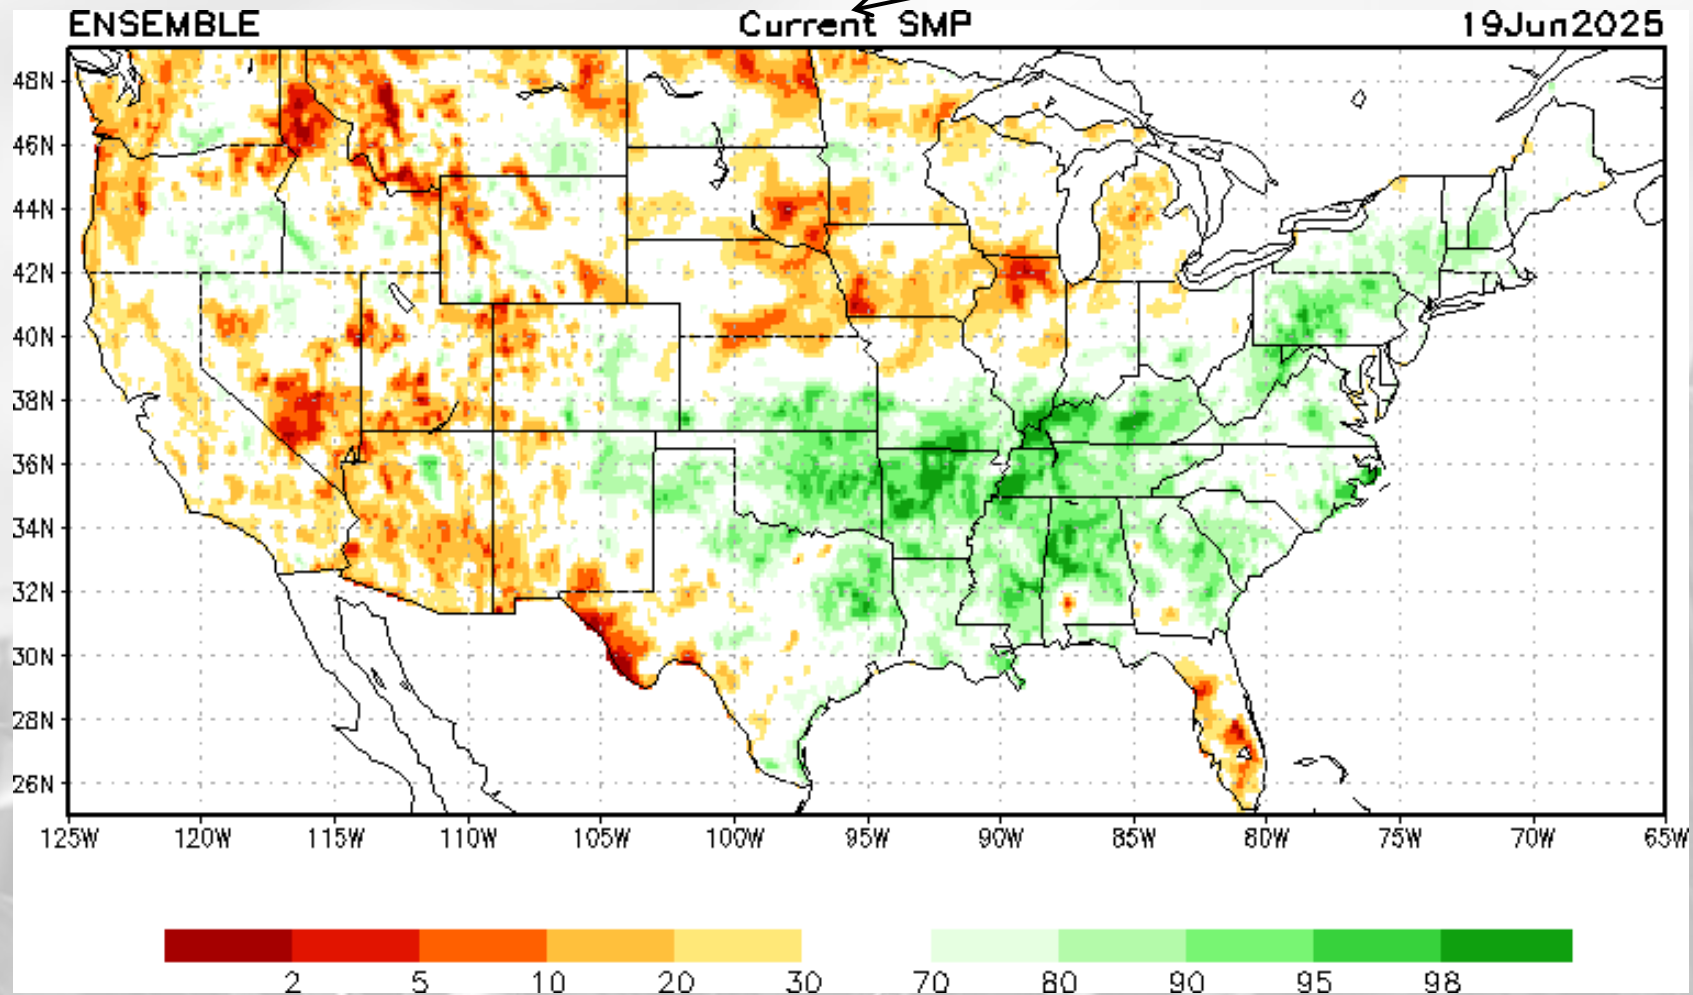 ENSEMBLE Current SMP 19Jun2025
48N
46N
44N
42N
40N
38N
36N
34N
32N
30N
28N
26N
125W 120W 115W 110W 105W 100W 95W 90W 85W 80W 75W 70W 65W
2 5 10 20 30 70 80 90 95 98